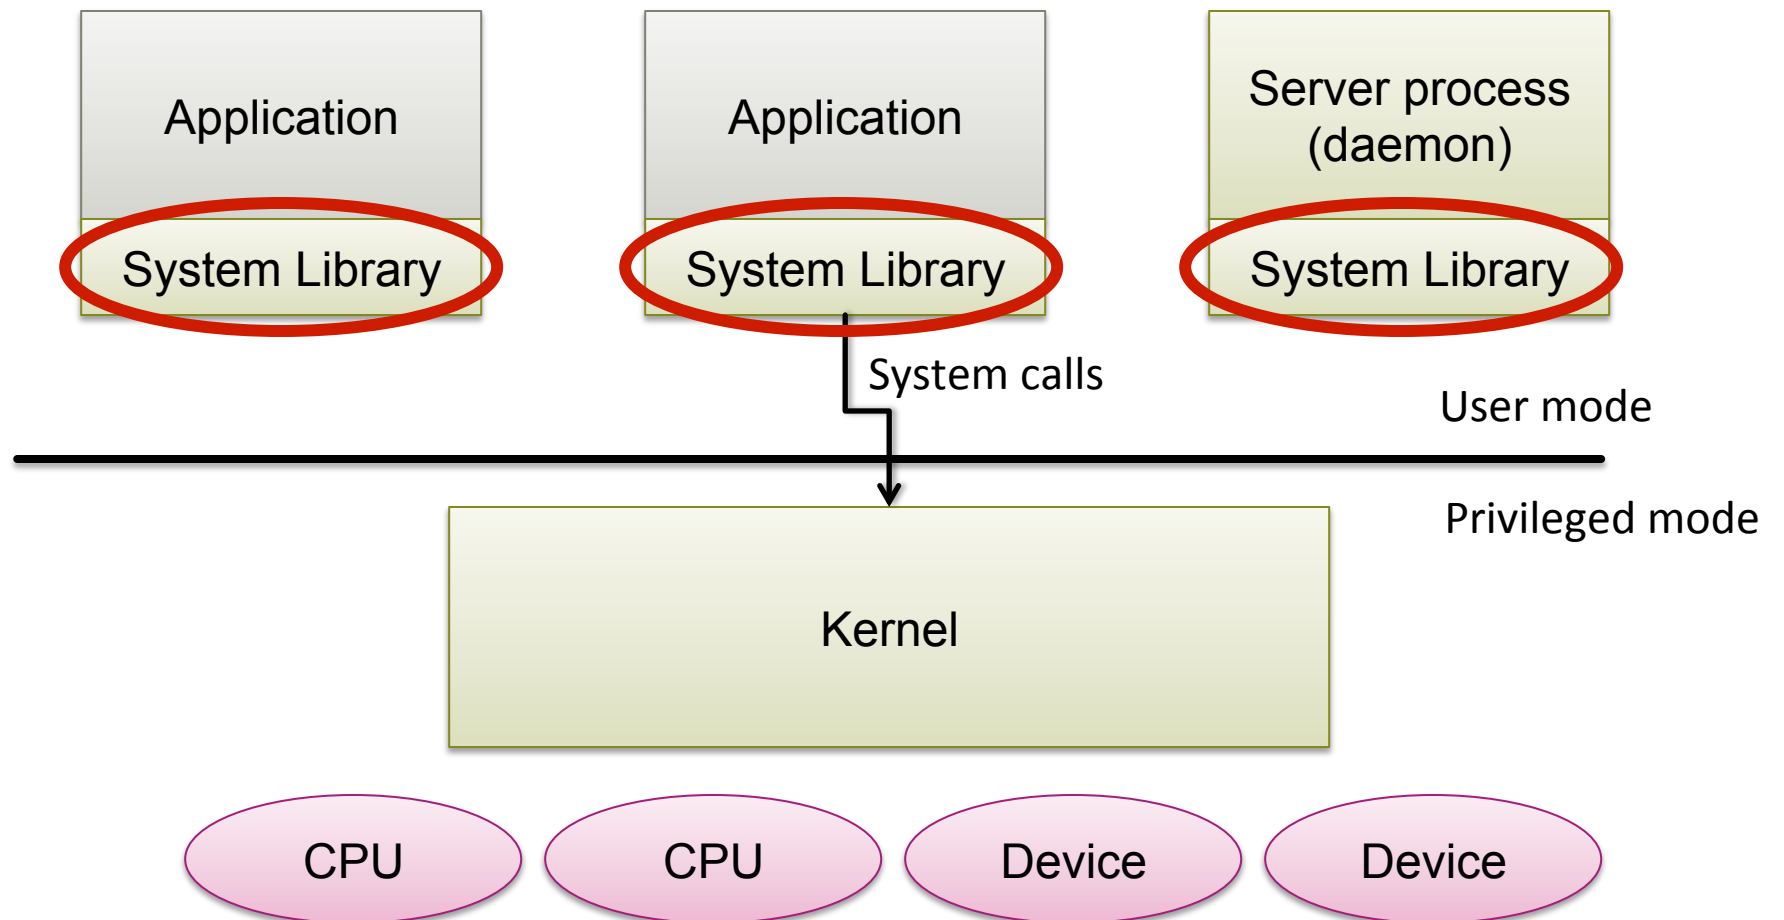 Application
Application
Server process
(daemon)
System Library
System Library
System Library
System calls
User mode
Privileged mode
Kernel
CPU
CPU
Device
Device